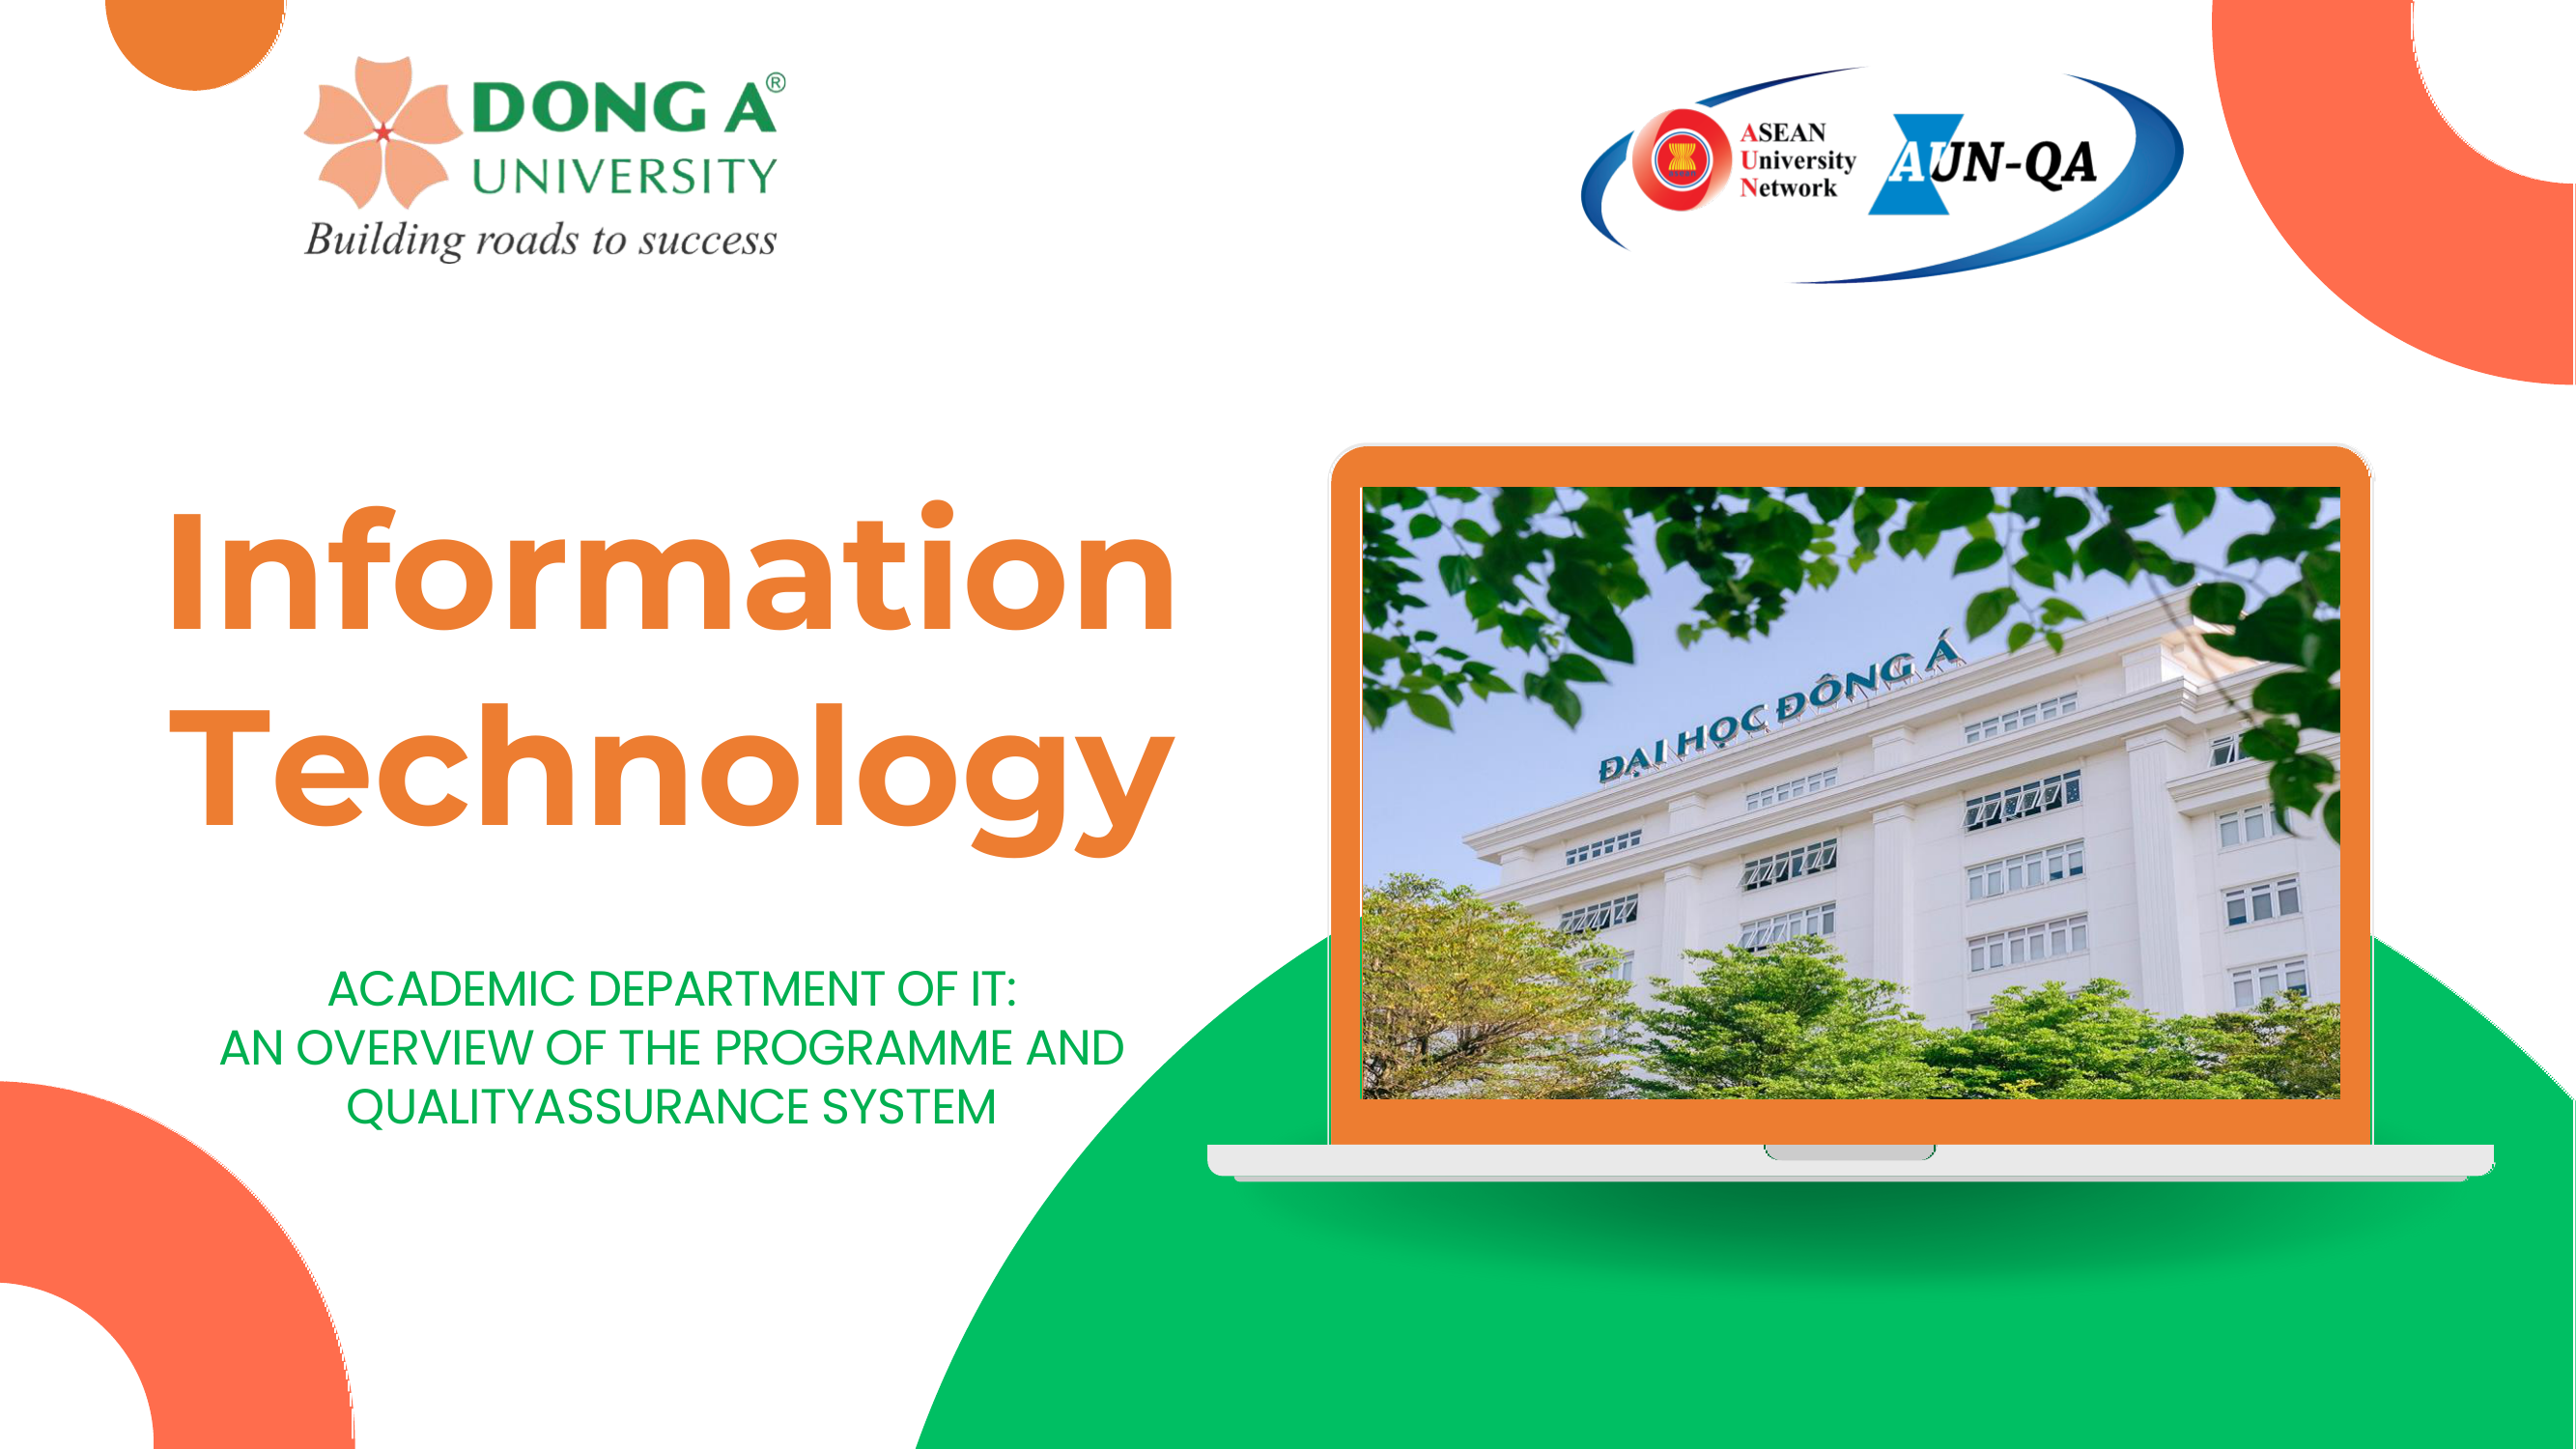 DONG A®
UNIVERSITY
Building roads to success
ASEAN
University
Network
AUN-QA
Information
Technology
ĐẠI HỌC ĐÔNG Á
ACADEMIC DEPARTMENT OF IT:
AN OVERVIEW OF THE PROGRAMME AND
QUALITYASSURANCE SYSTEM